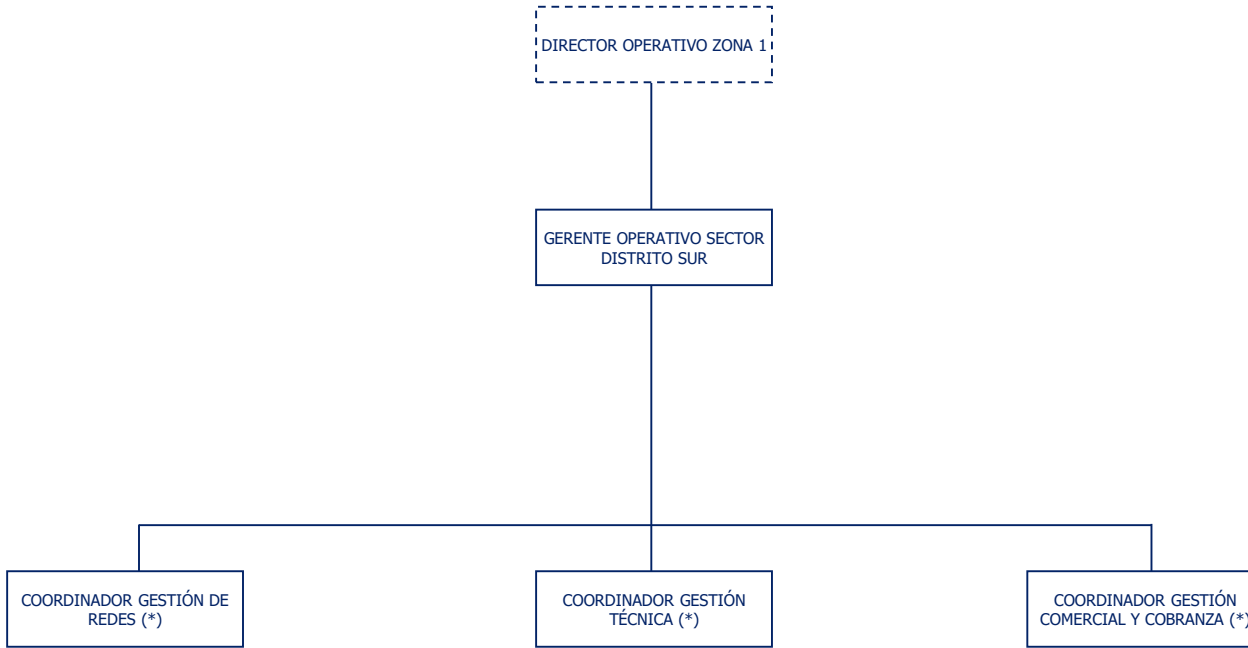 DIRECTOR OPERATIVO ZONA 1
GERENTE OPERATIVO SECTOR
DISTRITO SUR
COORDINADOR GESTIÓN DE
REDES (*)
COORDINADOR GESTIÓN
TÉCNICA (*)
COORDINADOR GESTIÓN
COMERCIAL Y COBRANZA (*)